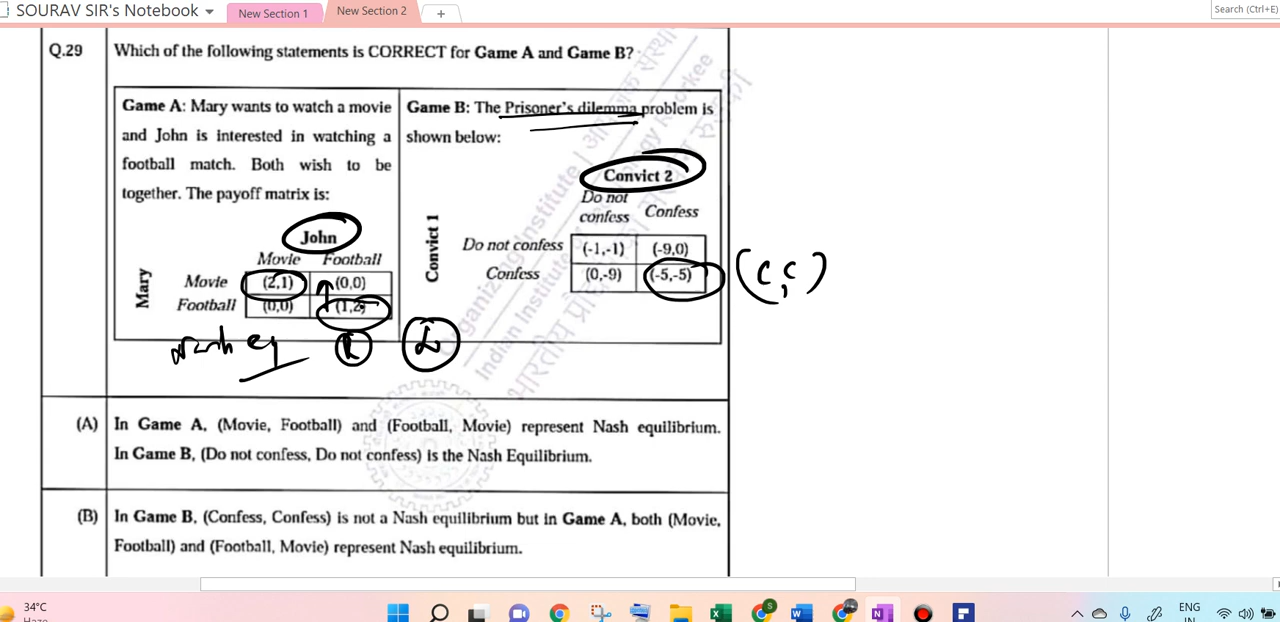 SOURAV SIR's Notebook
New Section 1
New Section 2
+
Search (Ctrl+E)
Q.29 Which of the following statements is CORRECT for Game A and Game B?
Game A: Mary wants to watch a movie
and John is interested in watching a
football match. Both wish to be
together. The payoff matrix is:
John
Movie Football
Mary
Movie (2,1) (0,0)
Football (0,0) (1,2)
Nash eq
Game B: The Prisoner's dilemma problem is
shown below:
Convict 2
Do not
confess Confess
Convict 1
Do not confess (-1,-1) (-9,0)
Confess (0,-9) (-5,-5)
(C, C)
(A) In Game A, (Movie, Football) and (Football, Movie) represent Nash equilibrium.
In Game B, (Do not confess, Do not confess) is the Nash Equilibrium.
(B) In Game B, (Confess, Confess) is not a Nash equilibrium but in Game A, both (Movie,
Football) and (Football, Movie) represent Nash equilibrium.
34°C
Haze
ENG
IN